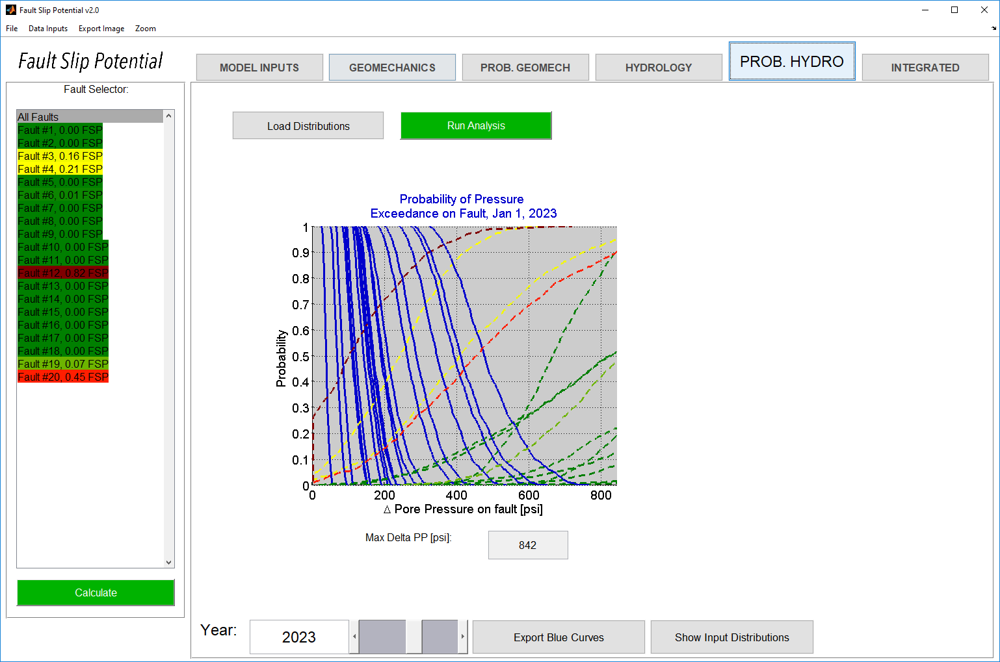 Fault Slip Potential v2.0
File Data Inputs Export Image Zoom
Fault Slip Potential
MODEL INPUTS GEOMECHANICS PROB. GEOMECH HYDROLOGY PROB. HYDRO INTEGRATED
Fault Selector:
All Faults
Fault #1, 0.00 FSP
Fault #2, 0.00 FSP
Fault #3, 0.16 FSP
Fault #4, 0.21 FSP
Fault #5, 0.00 FSP
Fault #6, 0.01 FSP
Fault #7, 0.00 FSP
Fault #8, 0.00 FSP
Fault #9, 0.00 FSP
Fault #10, 0.00 FSP
Fault #11, 0.00 FSP
Fault #12, 0.82 FSP
Fault #13, 0.00 FSP
Fault #14, 0.00 FSP
Fault #15, 0.00 FSP
Fault #16, 0.00 FSP
Fault #17, 0.00 FSP
Fault #18, 0.00 FSP
Fault #19, 0.07 FSP
Fault #20, 0.45 FSP
Calculate
Load Distributions Run Analysis
Probability of Pressure
Exceedance on Fault, Jan 1, 2023
Probability
1
0.9
0.8
0.7
0.6
0.5
0.4
0.3
0.2
0.1
0
0 200 400 600 800
Δ Pore Pressure on fault [psi]
Max Delta PP [psi]: 842
Year: 2023 Export Blue Curves Show Input Distributions